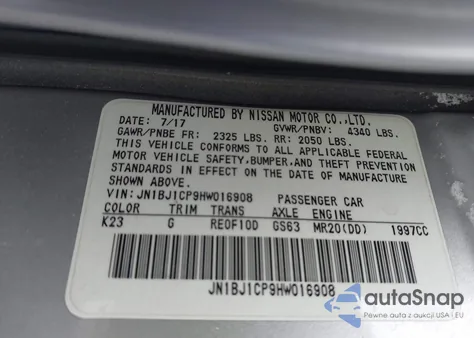 MANUFACTURED BY NISSAN MOTOR CO.,LTD.
DATE: 7/17 GVWR/PNBV: 4340 LBS.
GAWR/PNBE FR: 2325 LBS. RR: 2050 LBS.
THIS VEHICLE CONFORMS TO ALL APPLICABLE FEDERAL
MOTOR VEHICLE SAFETY,BUMPER,AND THEFT PREVENTION
STANDARDS IN EFFECT ON THE DATE OF MANUFACTURE
SHOWN ABOVE.
VIN: JN1BJ1CP9HW016908 PASSENGER CAR
COLOR TRIM TRANS AXLE ENGINE
K23 G RE0F10D GS63 MR20(DD) 1997CC
JN1BJ1CP9HW016908
autoSnap
Pewne auta z aukcji USA i EU